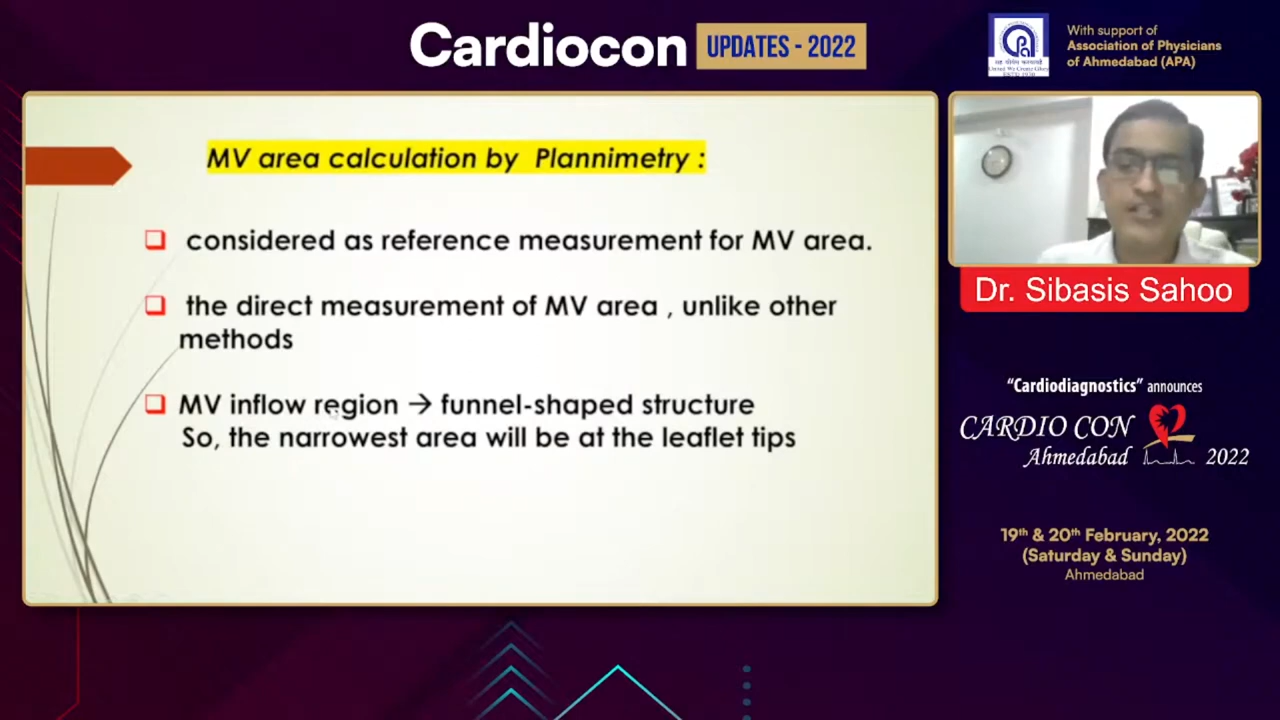 Cardiocon UPDATES - 2022
With support of
Association of Physicians
of Ahmedabad (APA)
MV area calculation by Plannimetry :
considered as reference measurement for MV area.
the direct measurement of MV area , unlike other
methods
MV inflow region → funnel-shaped structure
So, the narrowest area will be at the leaflet tips
Dr. Sibasis Sahoo
“Cardiodiagnostics” announces
CARDIO CON
Ahmedabad 2022
19th & 20th February, 2022
(Saturday & Sunday)
Ahmedabad